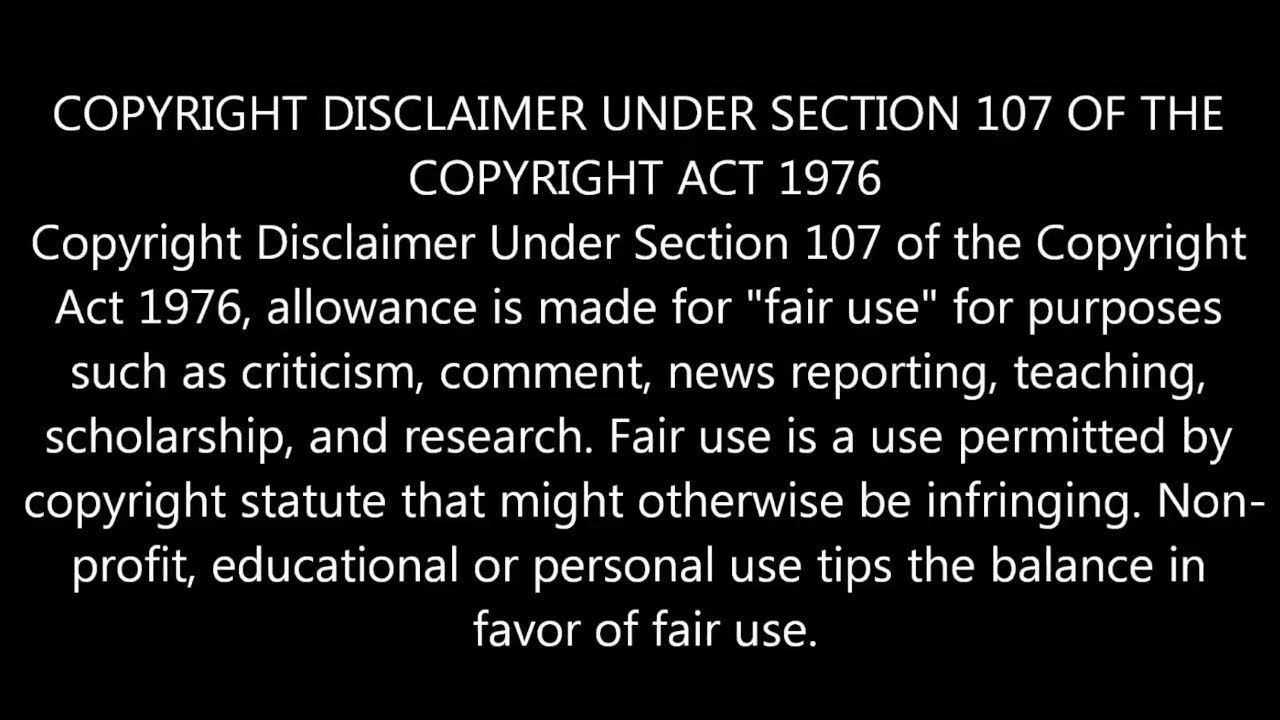 COPYRIGHT DISCLAIMER UNDER SECTION 107 OF THE
COPYRIGHT ACT 1976
Copyright Disclaimer Under Section 107 of the Copyright
Act 1976, allowance is made for "fair use" for purposes
such as criticism, comment, news reporting, teaching,
scholarship, and research. Fair use is a use permitted by
copyright statute that might otherwise be infringing. Non-
profit, educational or personal use tips the balance in
favor of fair use.